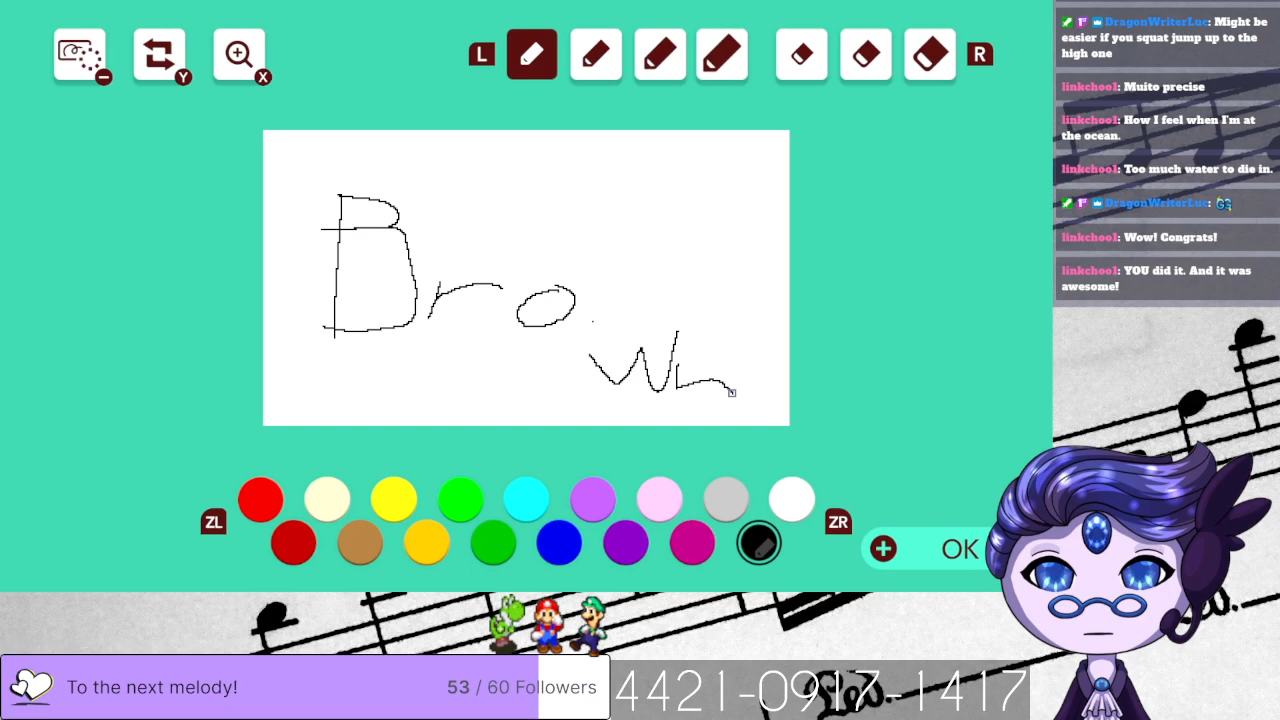 L
R
Y
X
Bro.
Wh
ZL
ZR
OK
DragonWriterLuc: Might be
easier if you squat jump up to the
high one
linkchool: Muito precise
linkchool: How I feel when I'm at
the ocean.
linkchool: Too much water to die in.
DragonWriterLuc:
linkchool: Wow! Congrats!
linkchool: YOU did it. And it was
awesome!
To the next melody!
53 / 60 Followers
4421-0917-1417